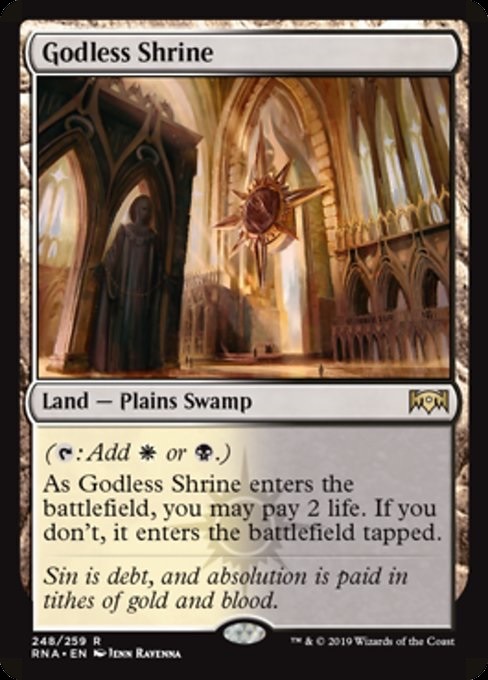 Godless Shrine
Land — Plains Swamp
(: Add or .)
As Godless Shrine enters the
battlefield, you may pay 2 life. If you
don't, it enters the battlefield tapped.
Sin is debt, and absolution is paid in
tithes of gold and blood.
248/259 R
RNA • EN Jenn Ravenna
™ & © 2019 Wizards of the Coast